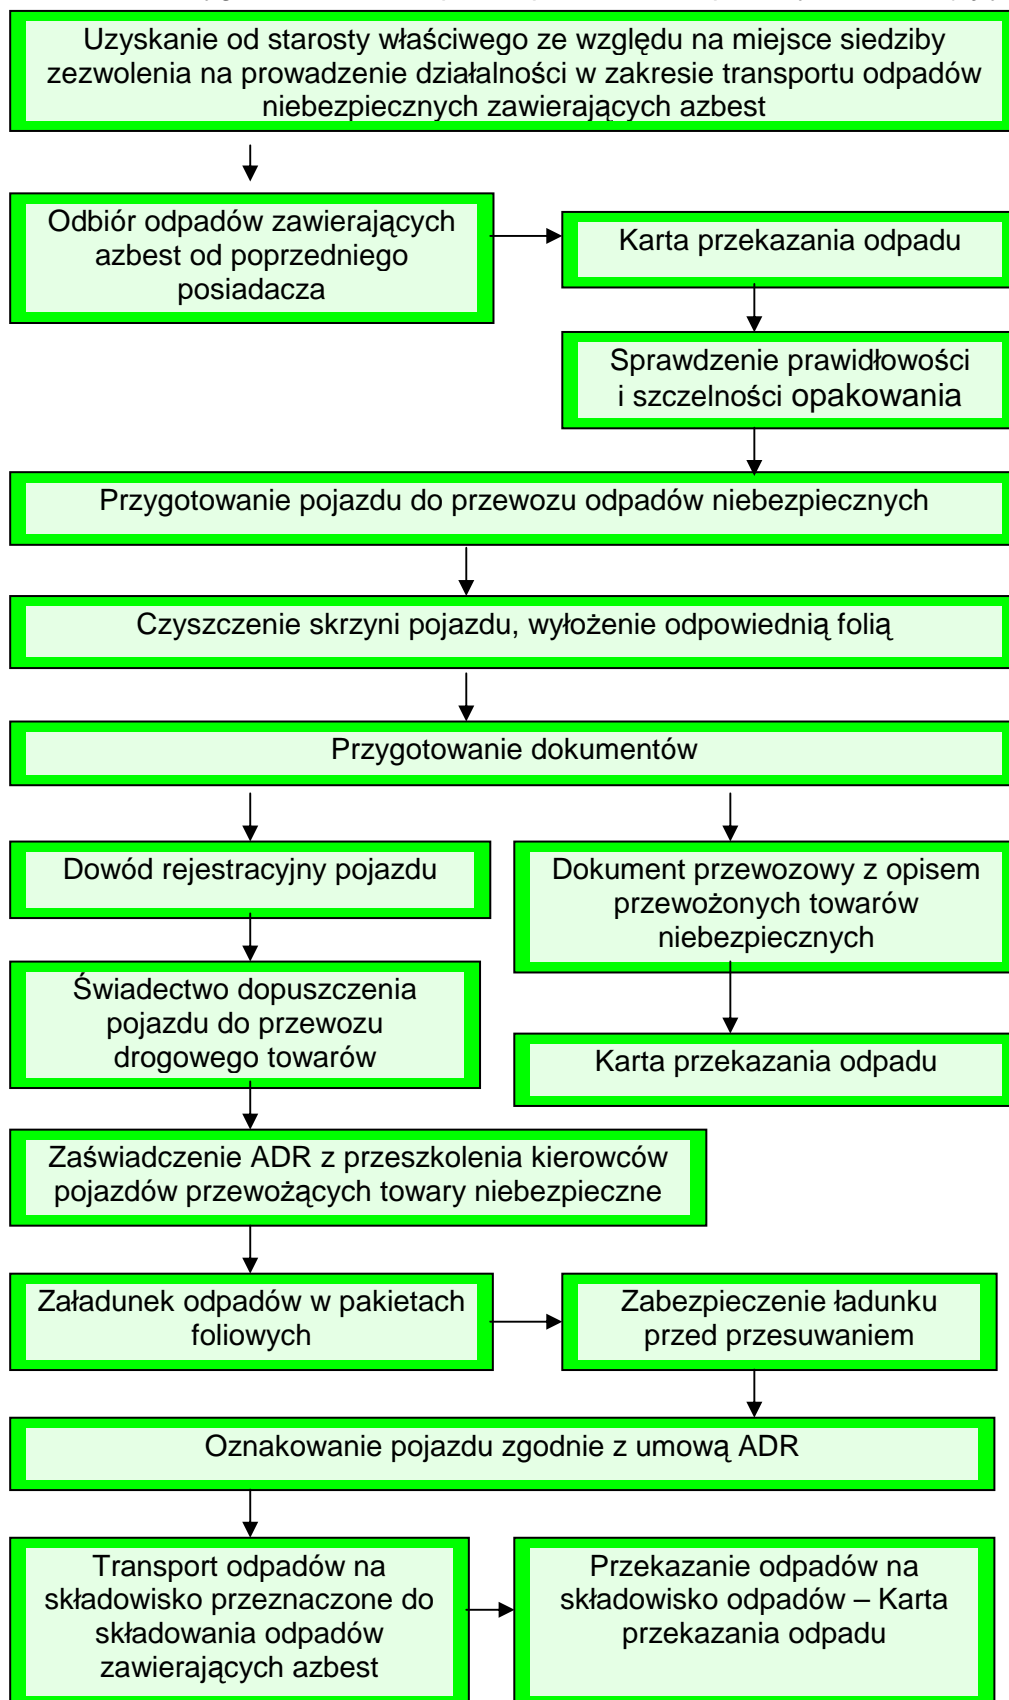 Uzyskanie od starosty właściwego ze względu na miejsce siedziby
zezwolenia na prowadzenie działalności w zakresie transportu odpadów
niebezpiecznych zawierających azbest
Odbiór odpadów zawierających
azbest od poprzedniego
posiadacza
Karta przekazania odpadu
Sprawdzenie prawidłowości
i szczelności opakowania
Przygotowanie pojazdu do przewozu odpadów niebezpiecznych
Czyszczenie skrzyni pojazdu, wyłożenie odpowiednią folią
Przygotowanie dokumentów
Dowód rejestracyjny pojazdu
Dokument przewozowy z opisem
przewożonych towarów
niebezpiecznych
Świadectwo dopuszczenia
pojazdu do przewozu
drogowego towarów
Karta przekazania odpadu
Zaświadczenie ADR z przeszkolenia kierowców
pojazdów przewożących towary niebezpieczne
Załadunek odpadów w pakietach
foliowych
Zabezpieczenie ładunku
przed przesuwaniem
Oznakowanie pojazdu zgodnie z umową ADR
Transport odpadów na
składowisko przeznaczone do
składowania odpadów
zawierających azbest
Przekazanie odpadów na
składowisko odpadów – Karta
przekazania odpadu